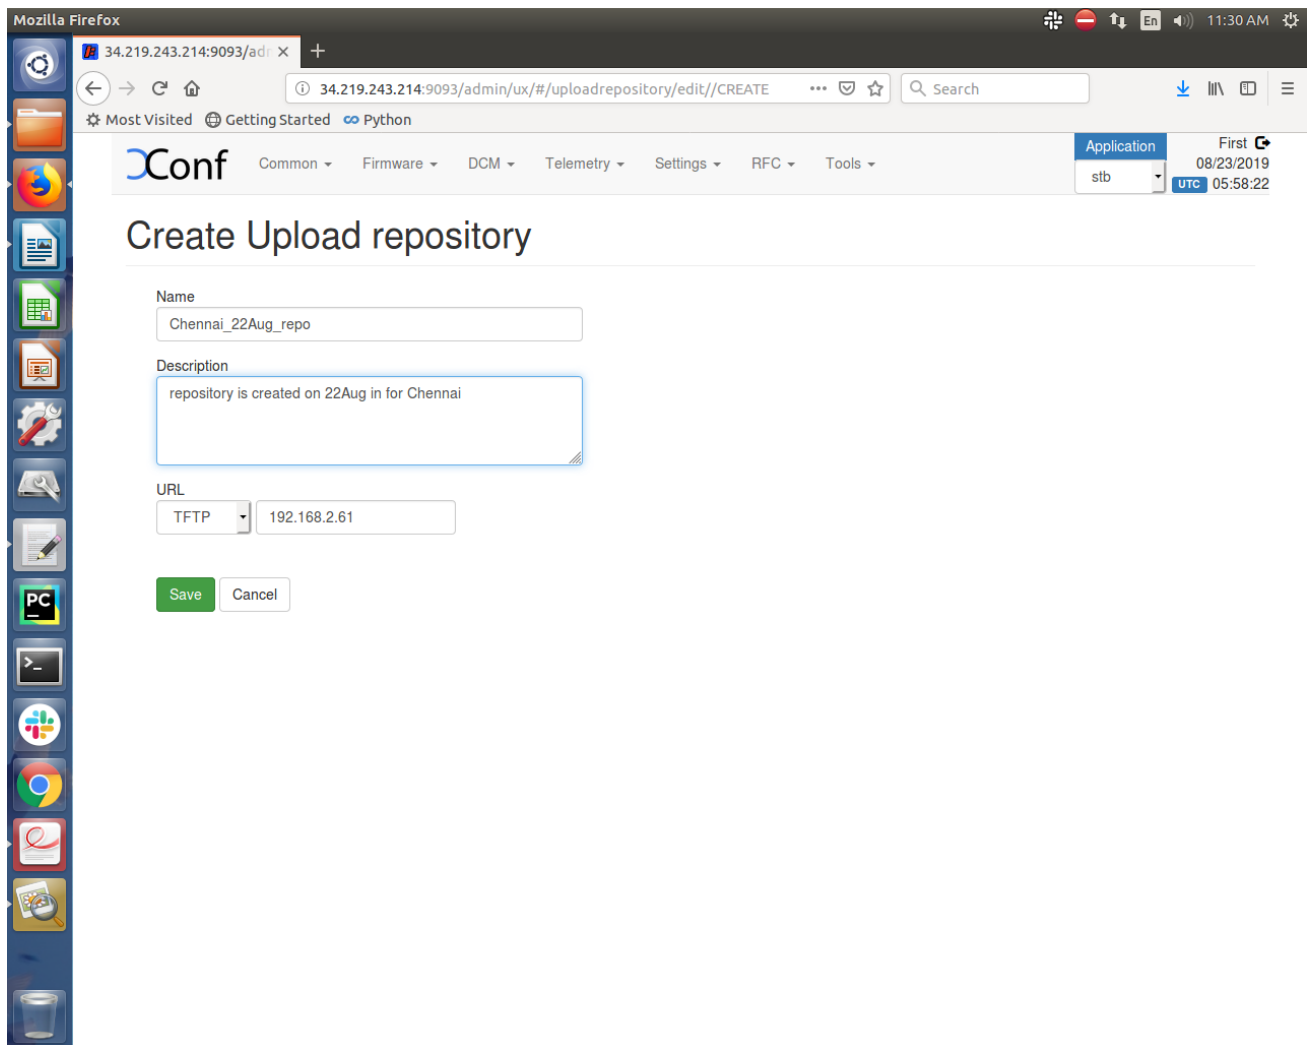 Mozilla Firefox
En 11:30 AM
34.219.243.214:9093/adr
34.219.243.214:9093/admin/ux/#/uploadrepository/edit//CREATE
Search
Most Visited Getting Started Python
XConf Common Firmware DCM Telemetry Settings RFC Tools
Application
stb
First
08/23/2019
UTC 05:58:22
Create Upload repository
Name
Chennai_22Aug_repo
Description
repository is created on 22Aug in for Chennai
URL
TFTP 192.168.2.61
Save Cancel
PC
>_